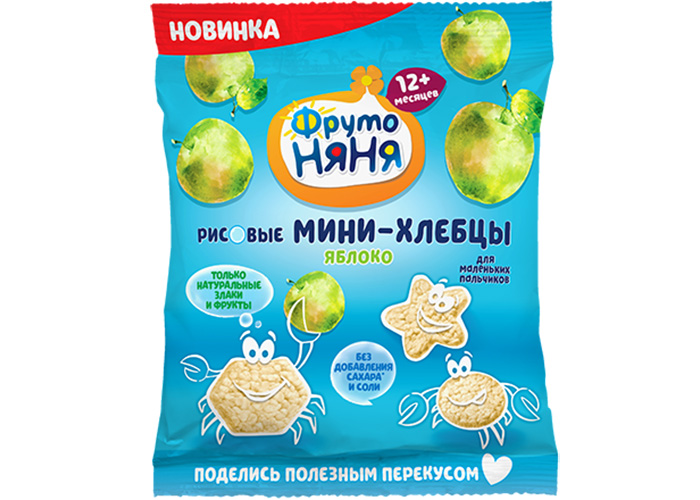 НОВИНКА
12+
месяцев
Фруто
НЯНЯ
РИСОВЫЕ МИНИ-ХЛЕБЦЫ
ЯБЛОКО
для
маленьких
пальчиков
ТОЛЬКО
НАТУРАЛЬНЫЕ
ЗЛАКИ
И ФРУКТЫ
БЕЗ
ДОБАВЛЕНИЯ
САХАРА*
И СОЛИ
ПОДЕЛИСЬ ПОЛЕЗНЫМ ПЕРЕКУСОМ